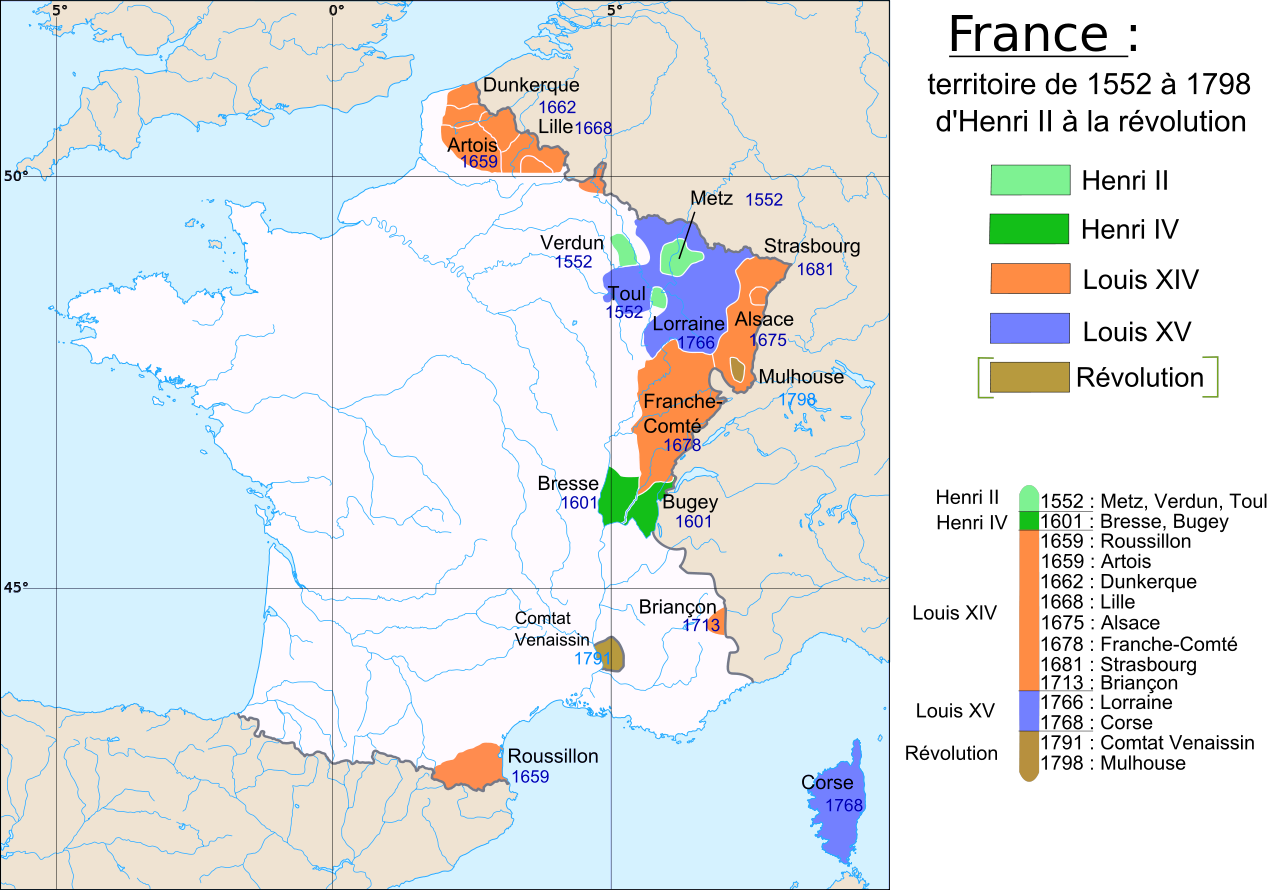 5°
0°
5°
50°
45°
Dunkerque
1662
Lille 1668
Artois
1659
Metz 1552
Verdun
1552
Strasbourg
1681
Toul
1552
Lorraine
1766
Alsace
1675
Mulhouse
1798
Franche-
Comté
1678
Bresse
1601
Bugey
1601
Briançon
1713
Comtat
Venaissin
1791
Roussillon
1659
Corse
1768
France :
territoire de 1552 à 1798
d'Henri II à la révolution
Henri II
Henri IV
Louis XIV
Louis XV
Révolution
Henri II
Henri IV
Louis XIV
Louis XV
Révolution
1552 : Metz, Verdun, Toul
1601 : Bresse, Bugey
1659 : Roussillon
1659 : Artois
1662 : Dunkerque
1668 : Lille
1675 : Alsace
1678 : Franche-Comté
1681 : Strasbourg
1713 : Briançon
1766 : Lorraine
1768 : Corse
1791 : Comtat Venaissin
1798 : Mulhouse